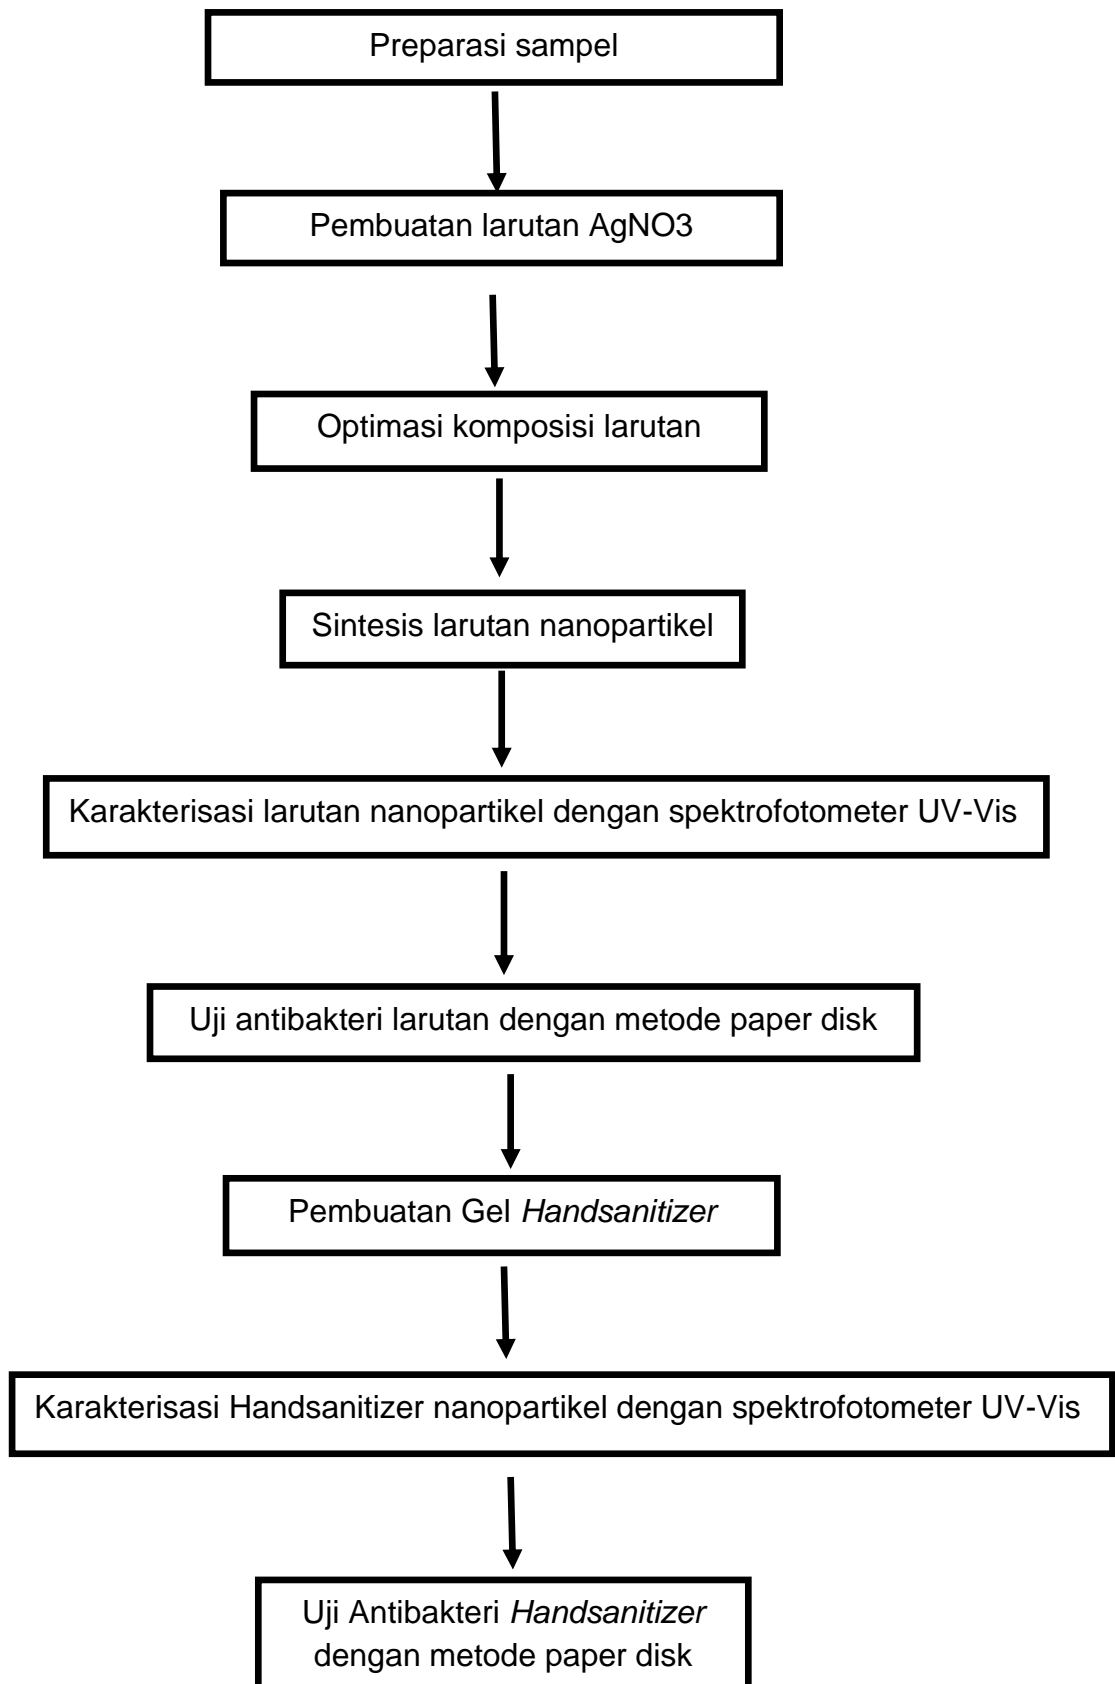 Preparasi sampel
Pembuatan larutan AgNO3
Optimasi komposisi larutan
Sintesis larutan nanopartikel
Karakterisasi larutan nanopartikel dengan spektrofotometer UV-Vis
Uji antibakteri larutan dengan metode paper disk
Pembuatan Gel Handsanitizer
Karakterisasi Handsanitizer nanopartikel dengan spektrofotometer UV-Vis
Uji Antibakteri Handsanitizer
dengan metode paper disk